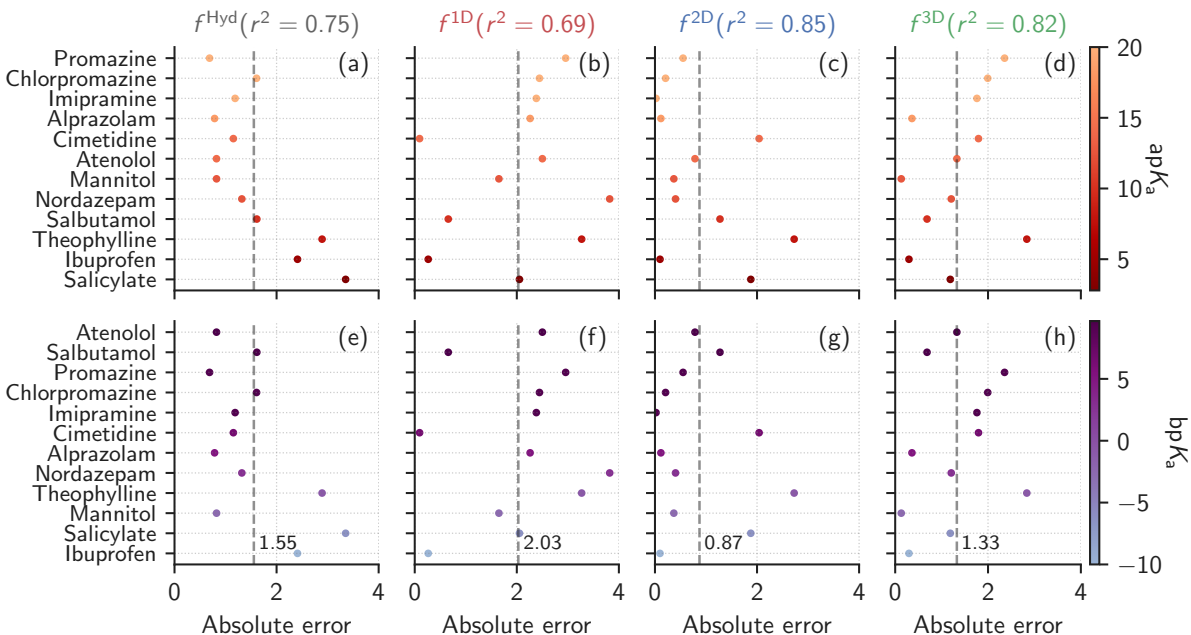 f^Hyd(r² = 0.75) f^1D(r² = 0.69) f^2D(r² = 0.85) f^3D(r² = 0.82)
Promazine
Chlorpromazine
Imipramine
Alprazolam
Cimetidine
Atenolol
Mannitol
Nordazepam
Salbutamol
Theophylline
Ibuprofen
Salicylate
(a) (b) (c) (d)
20
15
10
5
apKₐ
Atenolol
Salbutamol
Promazine
Chlorpromazine
Imipramine
Cimetidine
Alprazolam
Nordazepam
Theophylline
Mannitol
Salicylate
Ibuprofen
(e) (f) (g) (h)
1.55 2.03 0.87 1.33
5
0
−5
−10
bpKₐ
0 2 4 0 2 4 0 2 4 0 2 4
Absolute error Absolute error Absolute error Absolute error